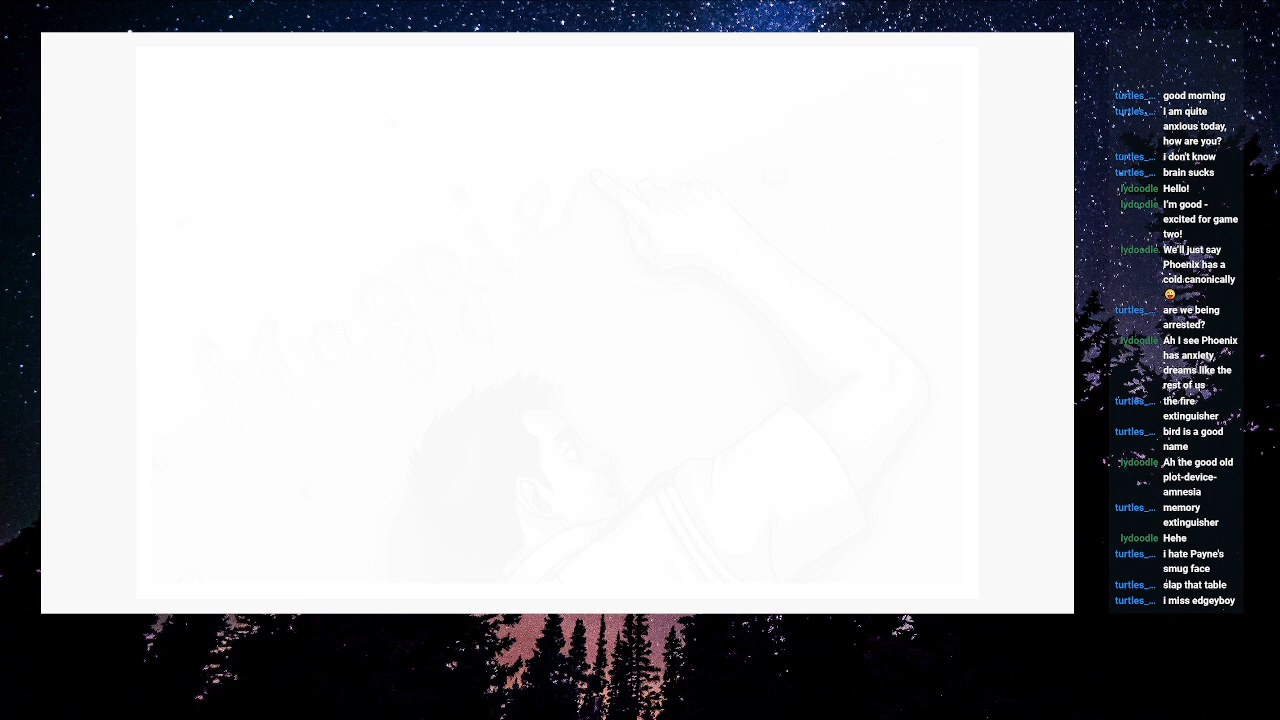 turtles_... good morning
turtles_... I am quite
anxious today,
how are you?
turtles_... i don't know
turtles_... brain sucks
lydoodle Hello!
lydoodle I'm good -
excited for game
two!
lydoodle We'll just say
Phoenix has a
cold canonically
😛
turtles_... are we being
arrested?
lydoodle Ah I see Phoenix
has anxiety
dreams like the
rest of us
turtles_... the fire
extinguisher
turtles_... bird is a good
name
lydoodle Ah the good old
plot-device-
amnesia
turtles_... memory
extinguisher
lydoodle Hehe
turtles_... i hate Payne's
smug face
turtles_... slap that table
turtles_... i miss edgeyboy